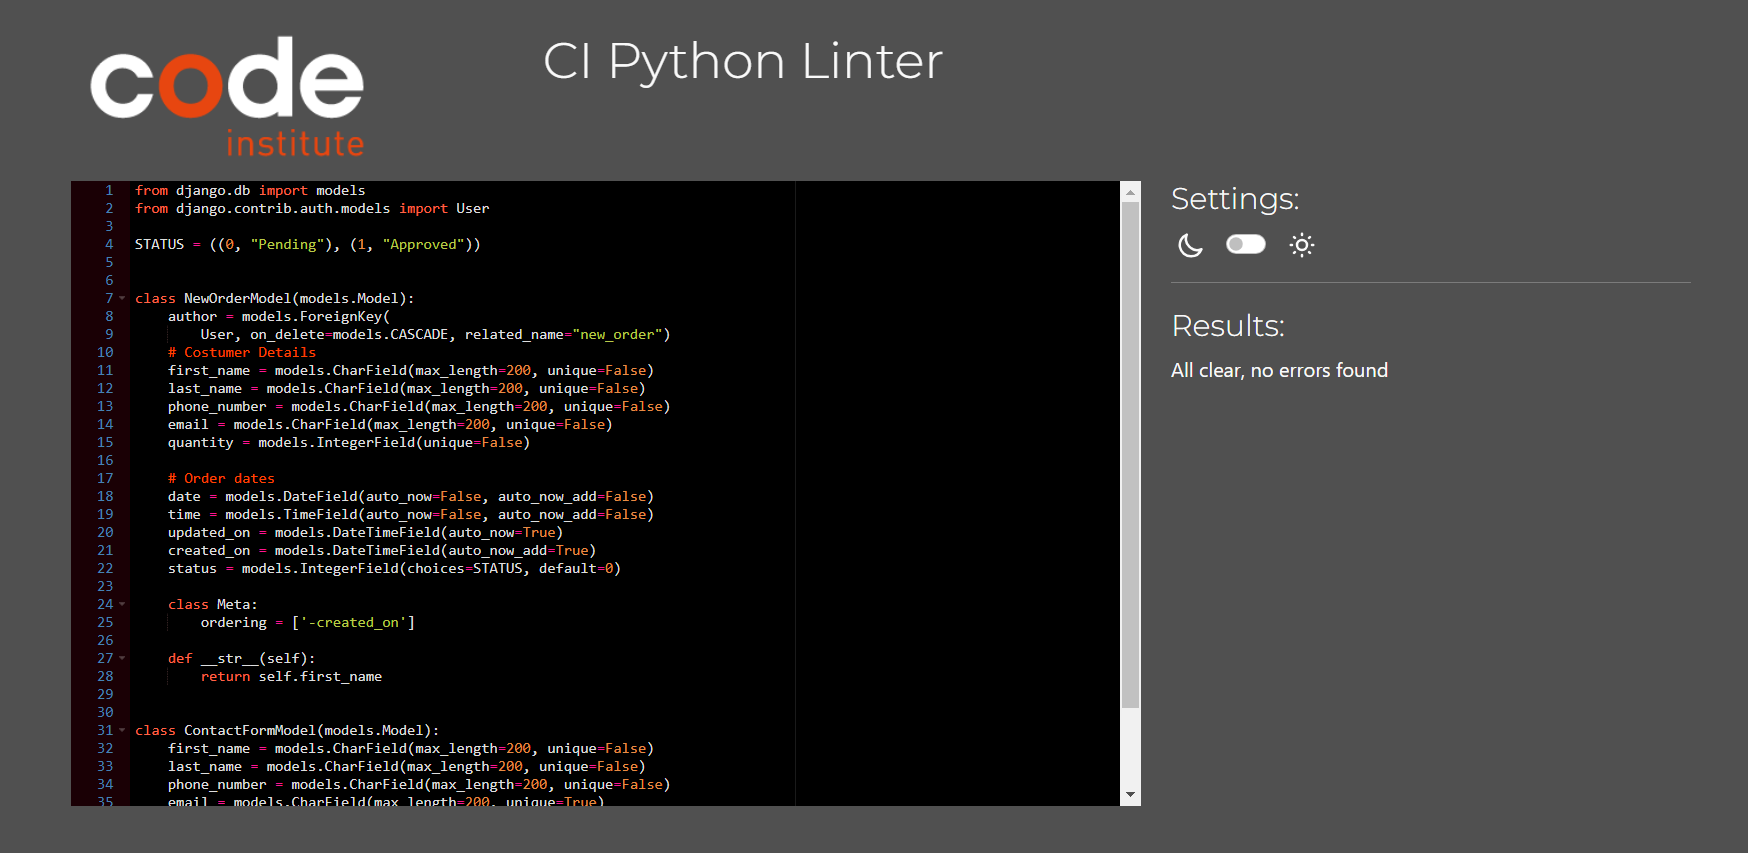 code
institute
CI Python Linter
1 from django.db import models
2 from django.contrib.auth.models import User
3
4 STATUS = ((0, "Pending"), (1, "Approved"))
5
6
7 class NewOrderModel(models.Model):
8     author = models.ForeignKey(
9         User, on_delete=models.CASCADE, related_name="new_order")
10     # Costumer Details
11     first_name = models.CharField(max_length=200, unique=False)
12     last_name = models.CharField(max_length=200, unique=False)
13     phone_number = models.CharField(max_length=200, unique=False)
14     email = models.CharField(max_length=200, unique=False)
15     quantity = models.IntegerField(unique=False)
16
17     # Order dates
18     date = models.DateField(auto_now=False, auto_now_add=False)
19     time = models.TimeField(auto_now=False, auto_now_add=False)
20     updated_on = models.DateTimeField(auto_now=True)
21     created_on = models.DateTimeField(auto_now_add=True)
22     status = models.IntegerField(choices=STATUS, default=0)
23
24     class Meta:
25         ordering = ['-created_on']
26
27     def __str__(self):
28         return self.first_name
29
30
31 class ContactFormModel(models.Model):
32     first_name = models.CharField(max_length=200, unique=False)
33     last_name = models.CharField(max_length=200, unique=False)
34     phone_number = models.CharField(max_length=200, unique=False)
35     email = models.CharField(max_length=200, unique=True)
Settings:
Results:
All clear, no errors found